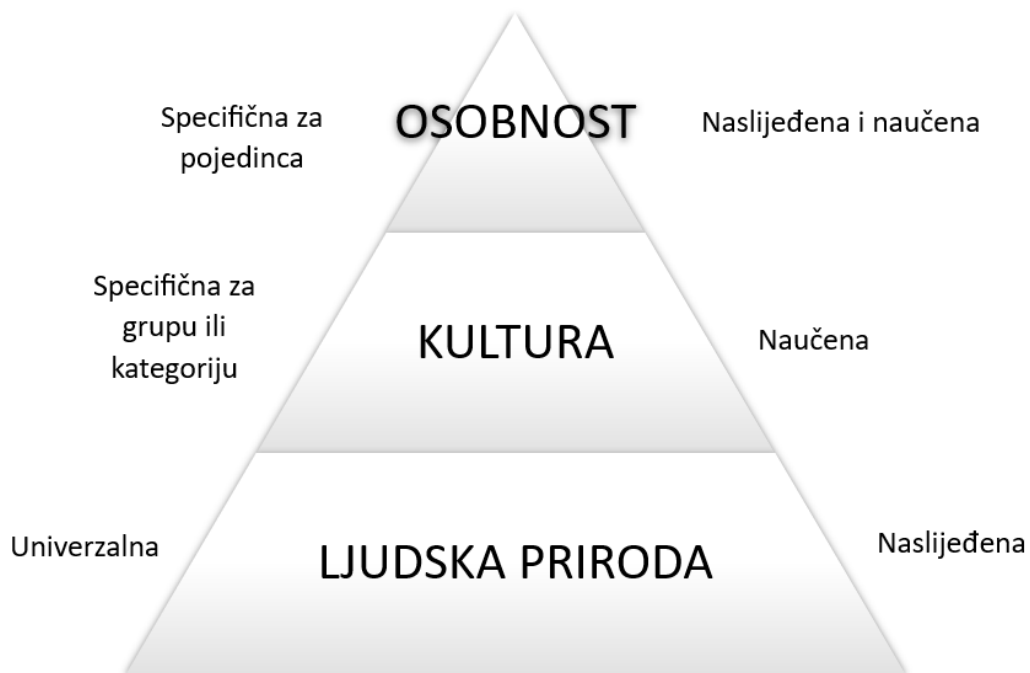 Specifična za
pojedinca
OSOBNOST
Naslijeđena i naučena
Specifična za
grupu ili
kategoriju
KULTURA
Naučena
Univerzalna
LJUDSKA PRIRODA
Naslijeđena